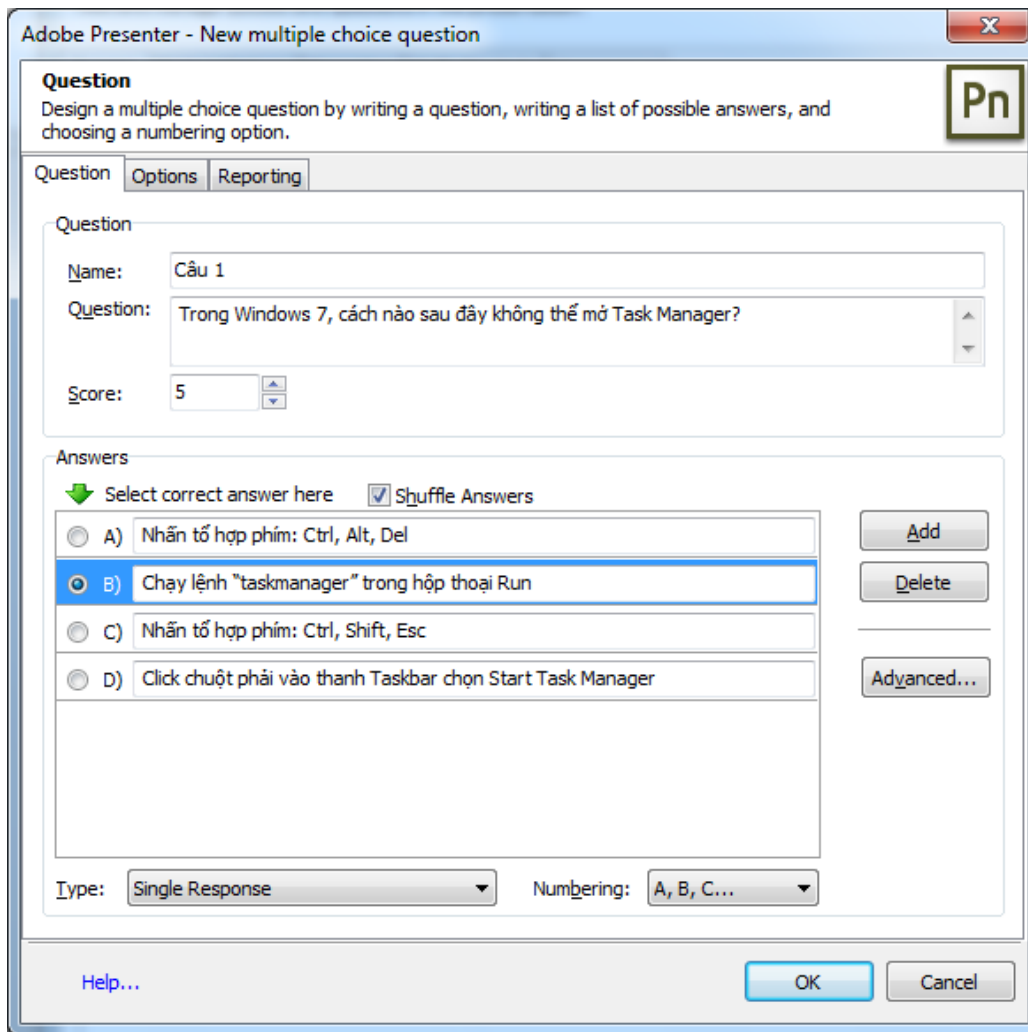 Adobe Presenter - New multiple choice question
Question
Design a multiple choice question by writing a question, writing a list of possible answers, and
choosing a numbering option.
Pn
Question Options Reporting
Question
Name: Câu 1
Question: Trong Windows 7, cách nào sau đây không thể mở Task Manager?
Score: 5
Answers
Select correct answer here Shuffle Answers
A) Nhấn tổ hợp phím: Ctrl, Alt, Del
Add
B) Chạy lệnh “taskmanager” trong hộp thoại Run
Delete
C) Nhấn tổ hợp phím: Ctrl, Shift, Esc
D) Click chuột phải vào thanh Taskbar chọn Start Task Manager
Advanced...
Type: Single Response Numbering: A, B, C...
Help... OK Cancel